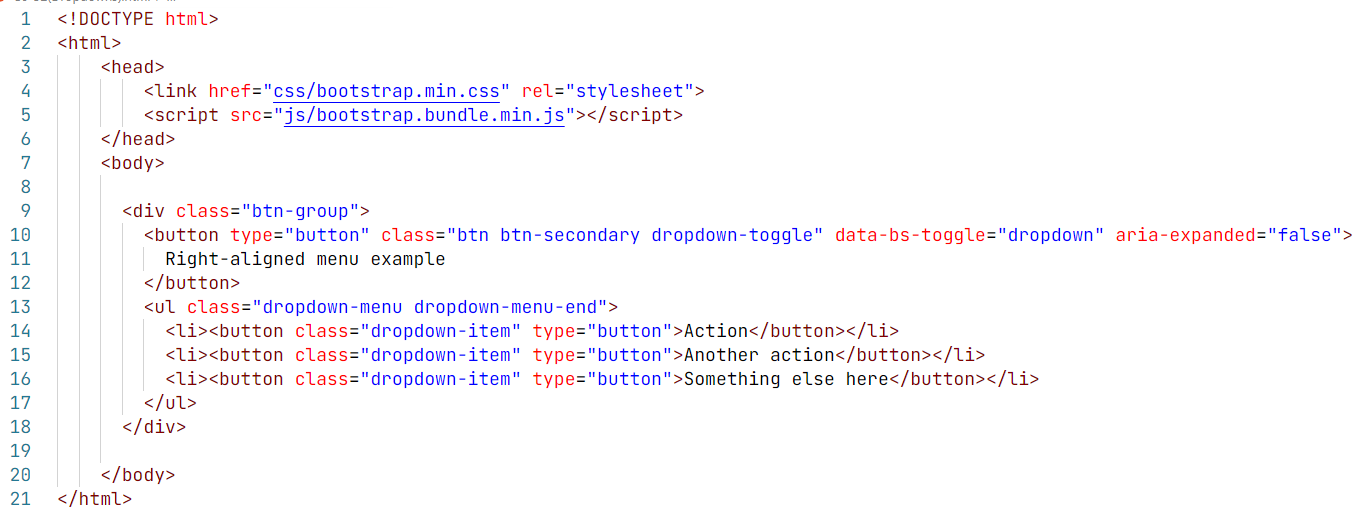 1 <!DOCTYPE html>
2 <html>
3 <head>
4 <link href="css/bootstrap.min.css" rel="stylesheet">
5 <script src="js/bootstrap.bundle.min.js"></script>
6 </head>
7 <body>
8
9 <div class="btn-group">
10 <button type="button" class="btn btn-secondary dropdown-toggle" data-bs-toggle="dropdown" aria-expanded="false">
11 Right-aligned menu example
12 </button>
13 <ul class="dropdown-menu dropdown-menu-end">
14 <li><button class="dropdown-item" type="button">Action</button></li>
15 <li><button class="dropdown-item" type="button">Another action</button></li>
16 <li><button class="dropdown-item" type="button">Something else here</button></li>
17 </ul>
18 </div>
19
20 </body>
21 </html>